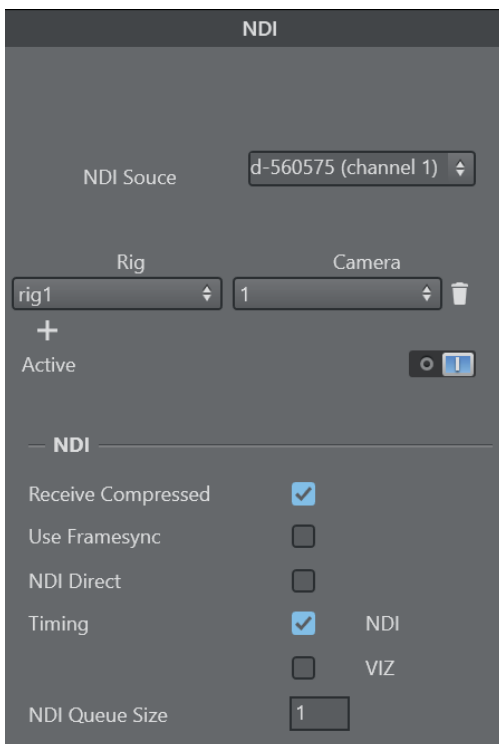 NDI
NDI Souce d-560575 (channel 1)
Rig Camera
rig1 1
Active
NDI
Receive Compressed
Use Framesync
NDI Direct
Timing NDI
VIZ
NDI Queue Size 1